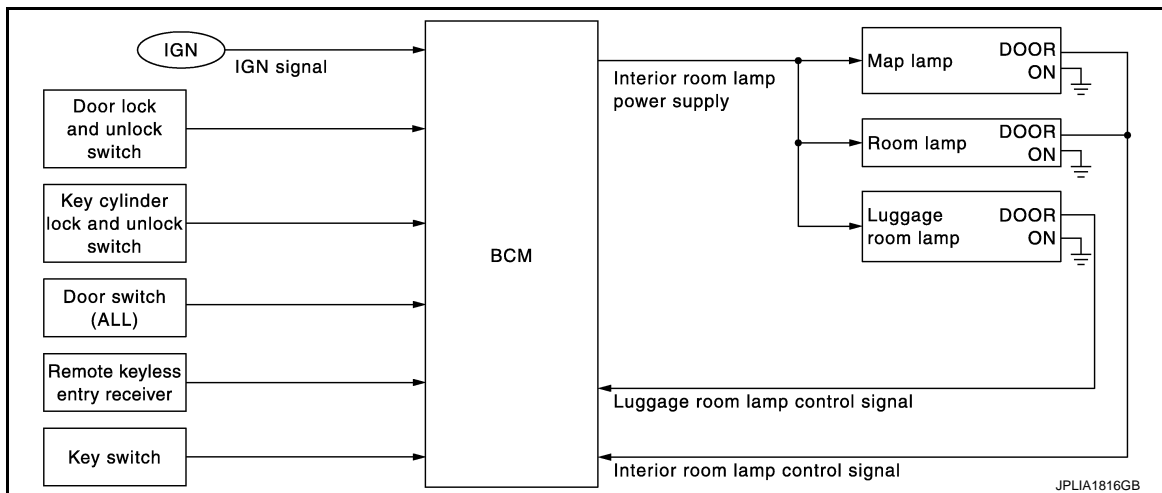 IGN
IGN signal
Door lock
and unlock
switch
Key cylinder
lock and unlock
switch
Door switch
(ALL)
Remote keyless
entry receiver
Key switch
BCM
Interior room lamp
power supply
Map lamp
DOOR
ON
Room lamp
DOOR
ON
Luggage
room lamp
DOOR
ON
Luggage room lamp control signal
Interior room lamp control signal
JPLIA1816GB